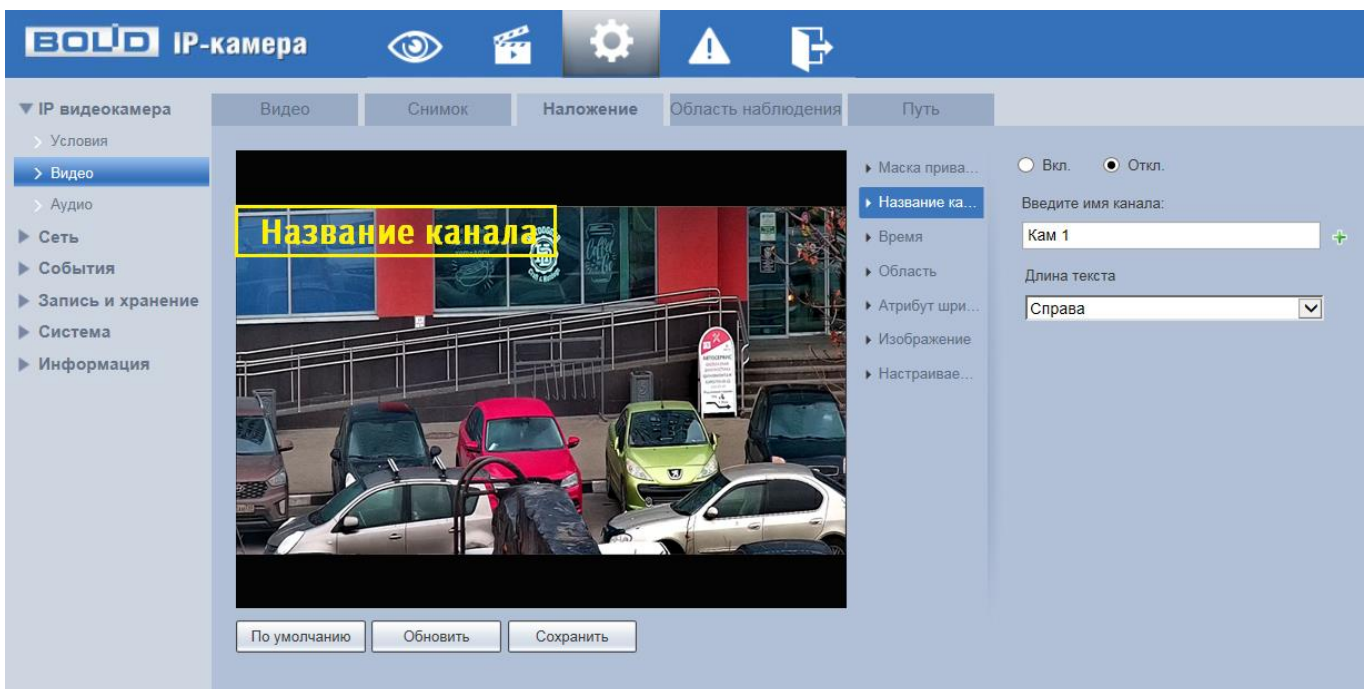 BOLID IP-камера
IP видеокамера
Условия
Видео
Аудио
Сеть
События
Запись и хранение
Система
Информация
Видео
Снимок
Наложение
Область наблюдения
Путь
Название канала
По умолчанию
Обновить
Сохранить
Маска прива...
Название ка...
Время
Область
Атрибут шри...
Изображение
Настраивае...
Вкл.
Откл.
Введите имя канала:
Кам 1
Длина текста
Справа